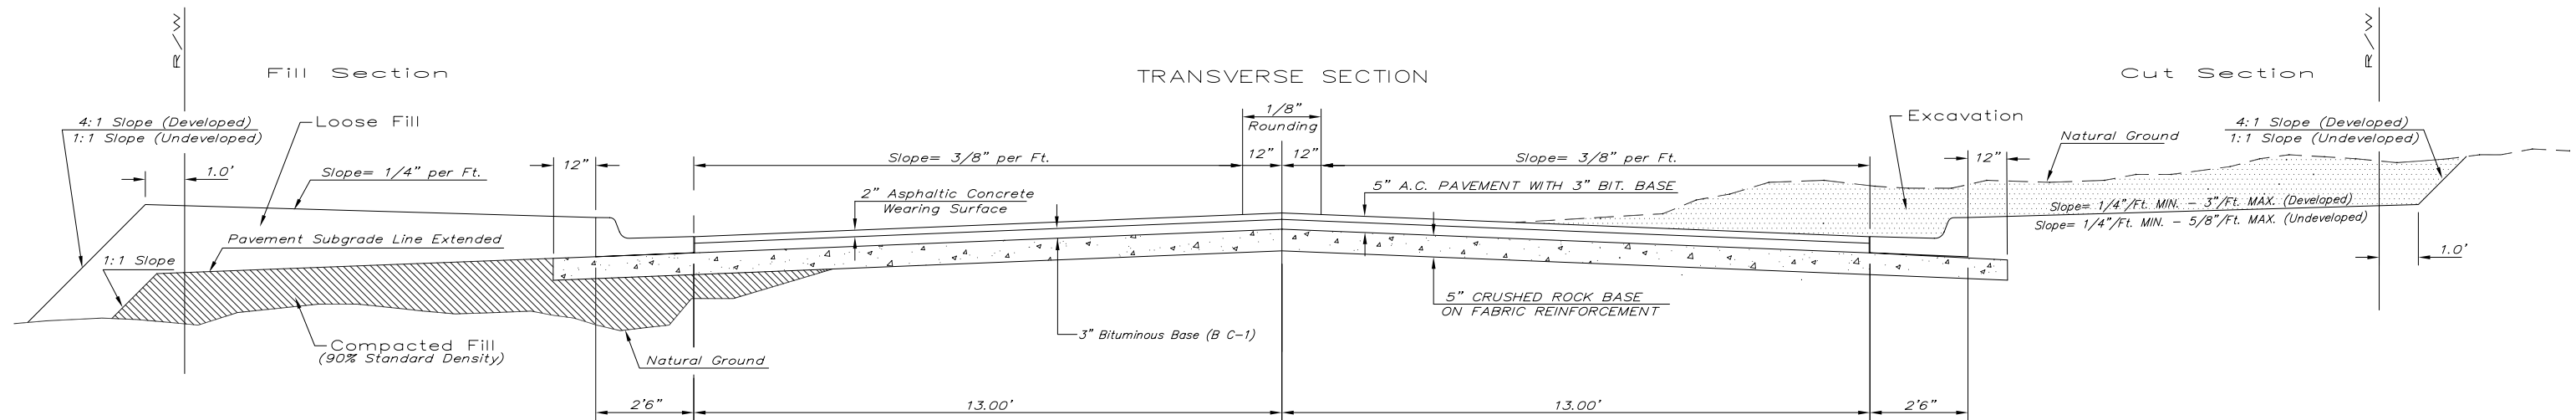 R/W
R/W
Fill Section
TRANSVERSE SECTION
Cut Section
1/8”
Rounding
4:1 Slope (Developed)
1:1 Slope (Undeveloped)
Loose Fill
Excavation
Natural Ground
4:1 Slope (Developed)
1:1 Slope (Undeveloped)
12”
Slope= 3/8” per Ft.
12”
12”
Slope= 3/8” per Ft.
12”
1.0’
Slope= 1/4” per Ft.
2” Asphaltic Concrete
Wearing Surface
5” A.C. PAVEMENT WITH 3” BIT. BASE
Slope= 1/4”/Ft. MIN. – 3”/Ft. MAX. (Developed)
Slope= 1/4”/Ft. MIN. – 5/8”/Ft. MAX. (Undeveloped)
Pavement Subgrade Line Extended
1:1 Slope
1.0’
5” CRUSHED ROCK BASE
ON FABRIC REINFORCEMENT
3” Bituminous Base (B C–1)
Compacted Fill
(90% Standard Density)
Natural Ground
2’6”
13.00’
13.00’
2’6”